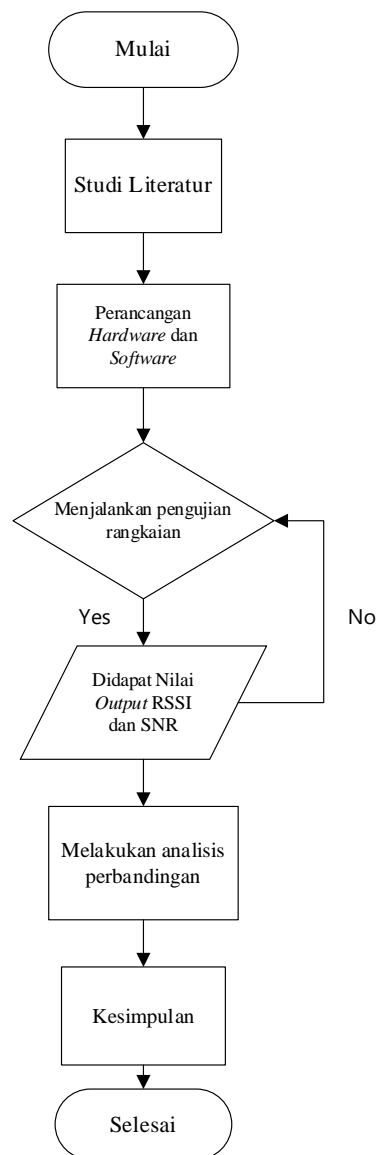 Mulai
Studi Literatur
Perancangan
Hardware dan
Software
Menjalankan pengujian
rangkaian
Yes
No
Didapat Nilai
Output RSSI
dan SNR
Melakukan analisis
perbandingan
Kesimpulan
Selesai